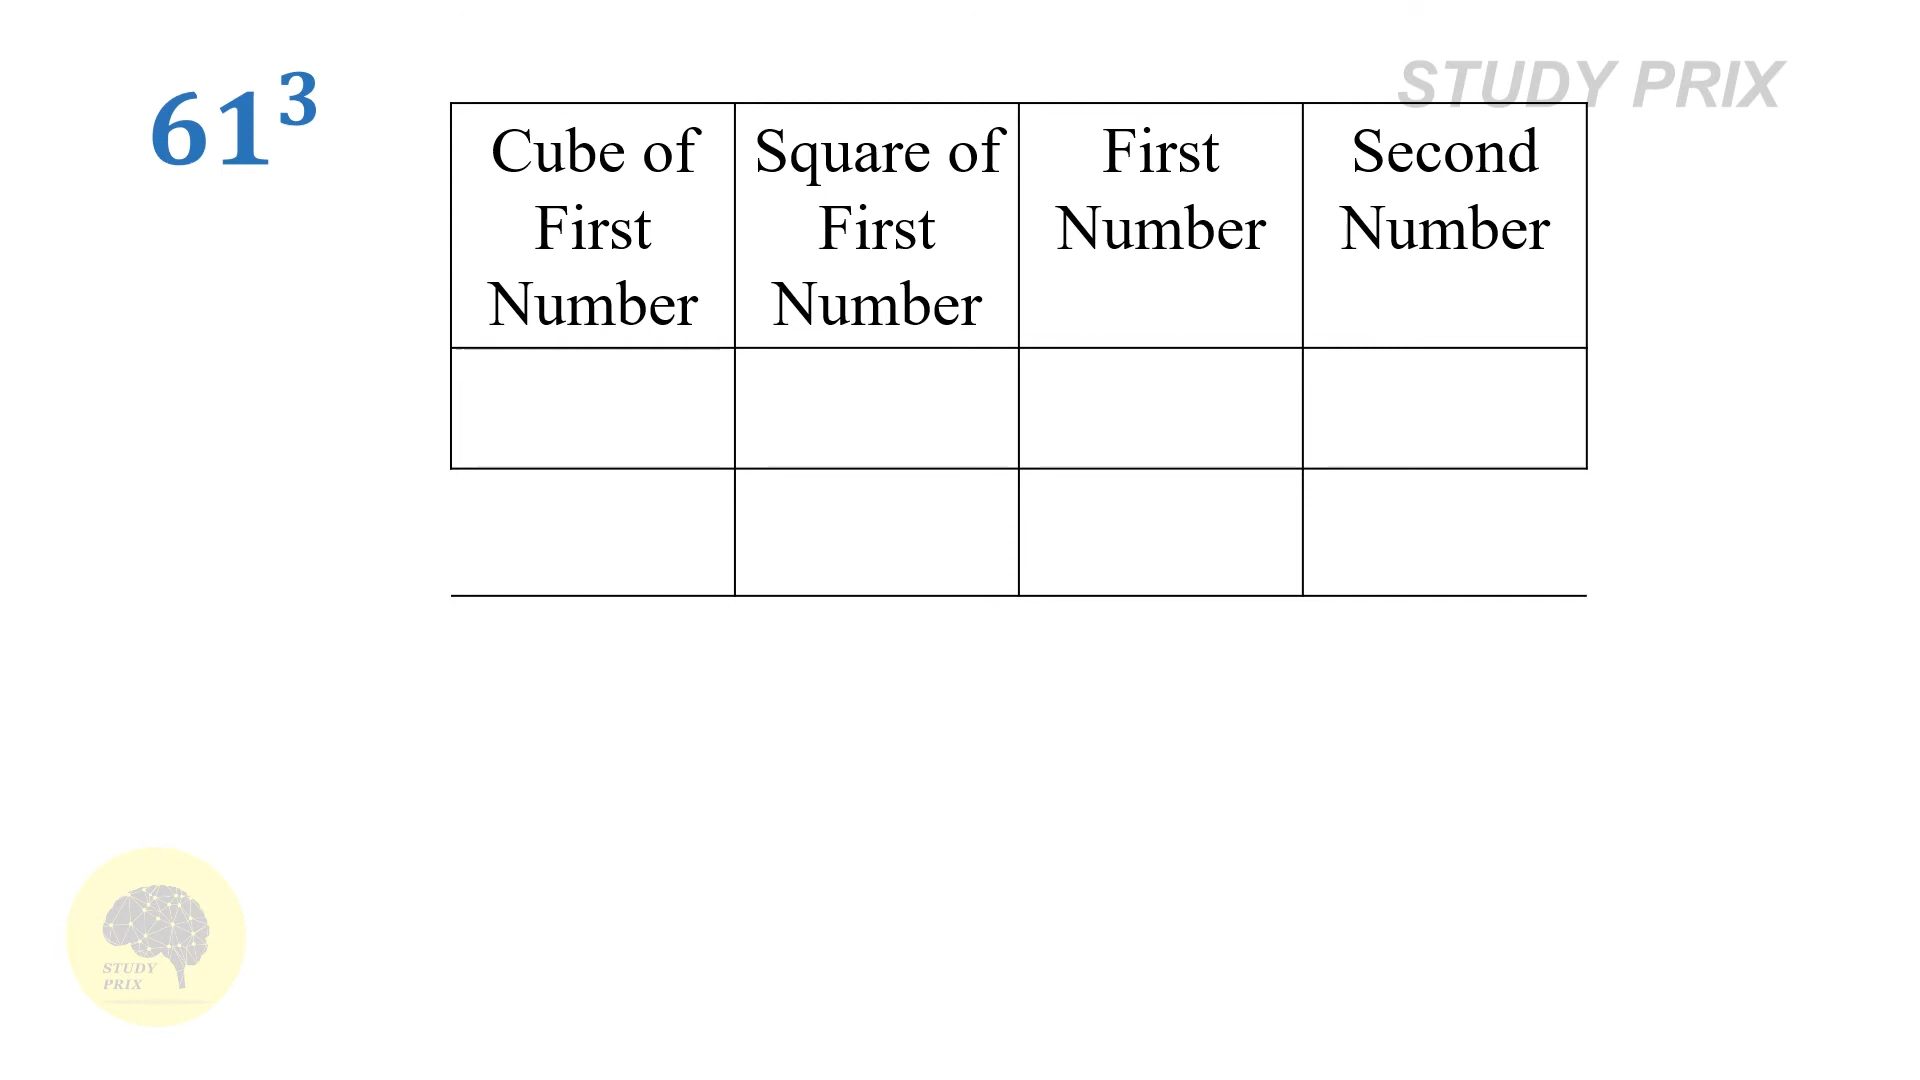 61³
STUDY PRIX
Cube of
First
Number
Square of
First
Number
First
Number
Second
Number
STUDY
PRIX